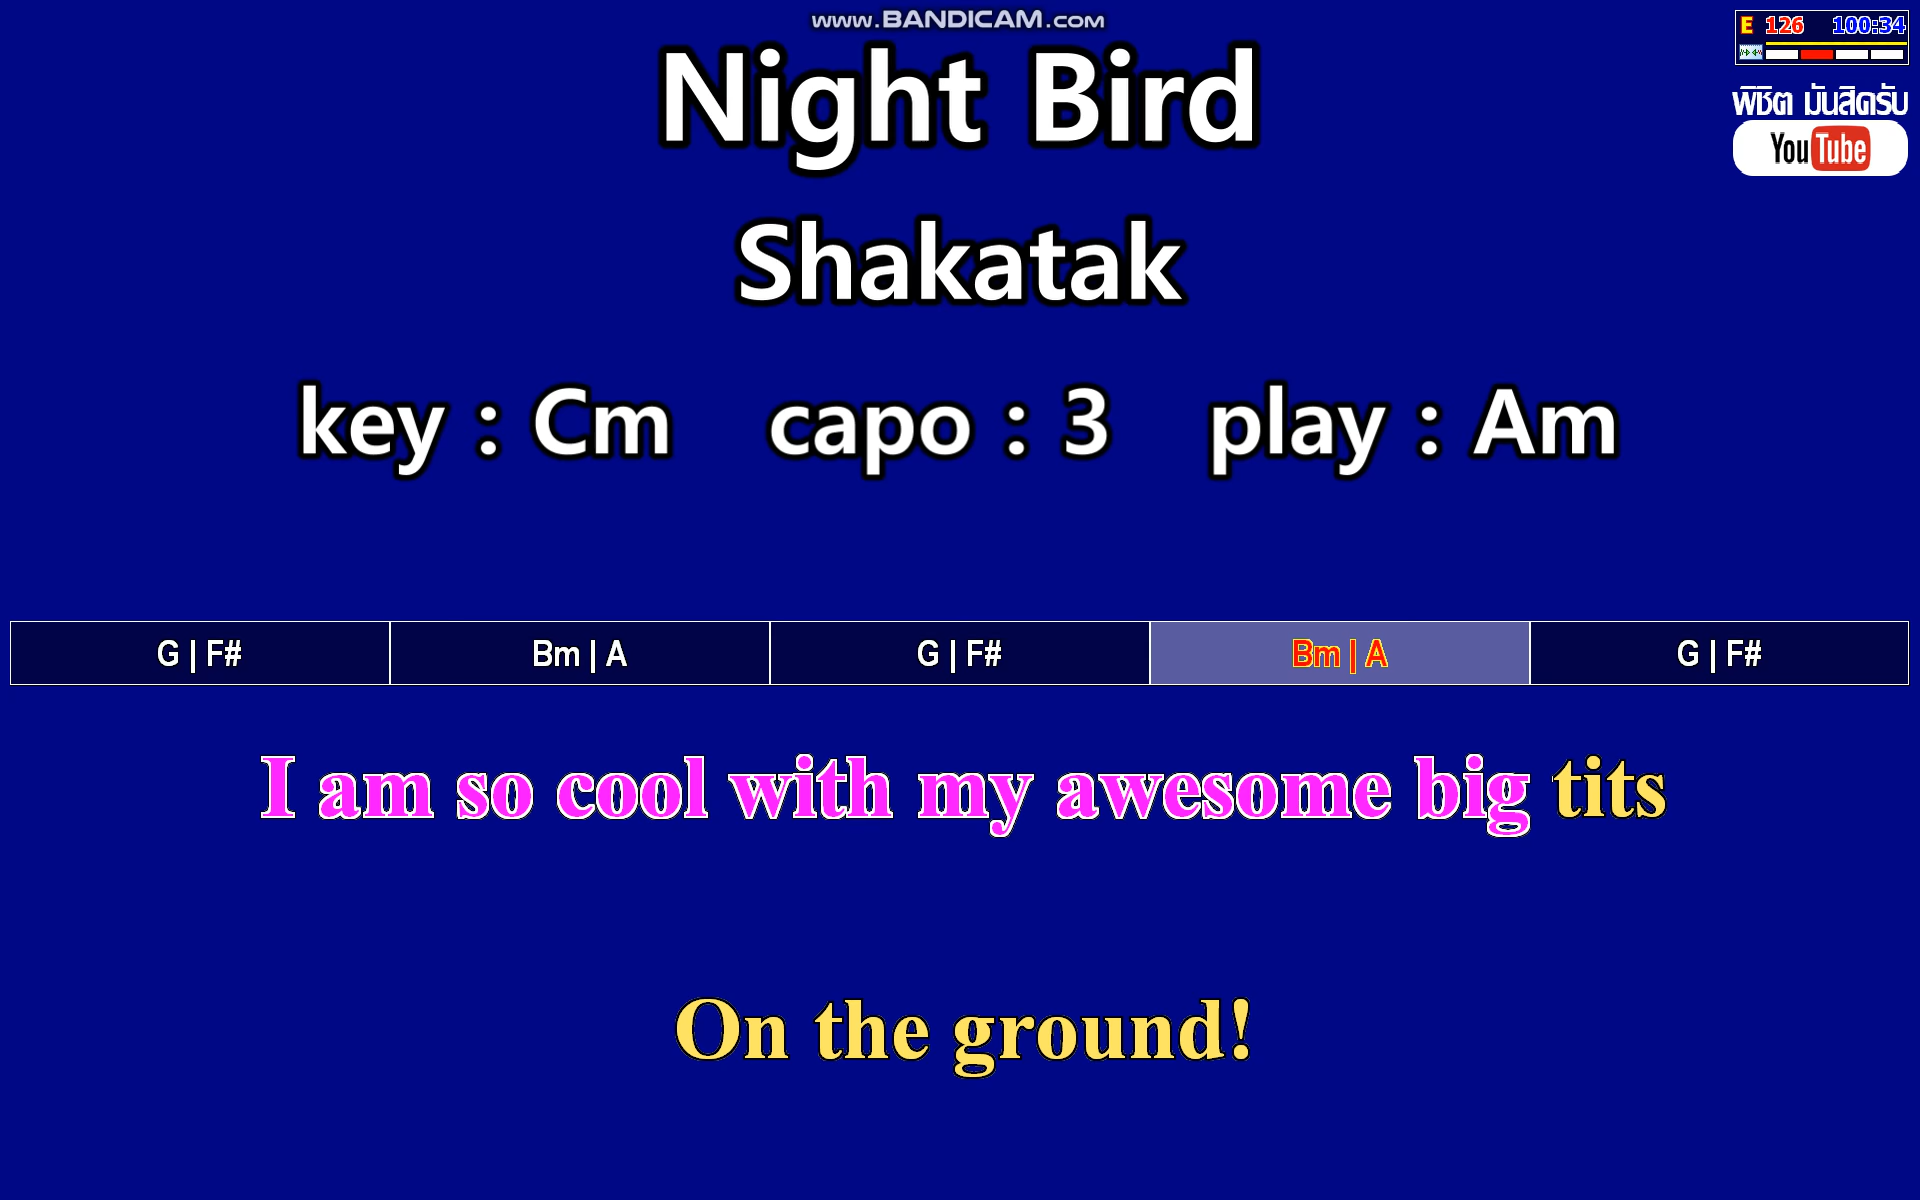 www.BANDICAM.com
E 126 100:34
Night Bird
พิชิต มันสิครับ
YouTube
Shakatak
key : Cm capo : 3 play : Am
G | F# Bm | A G | F# Bm | A G | F#
I am so cool with my awesome big tits
On the ground!